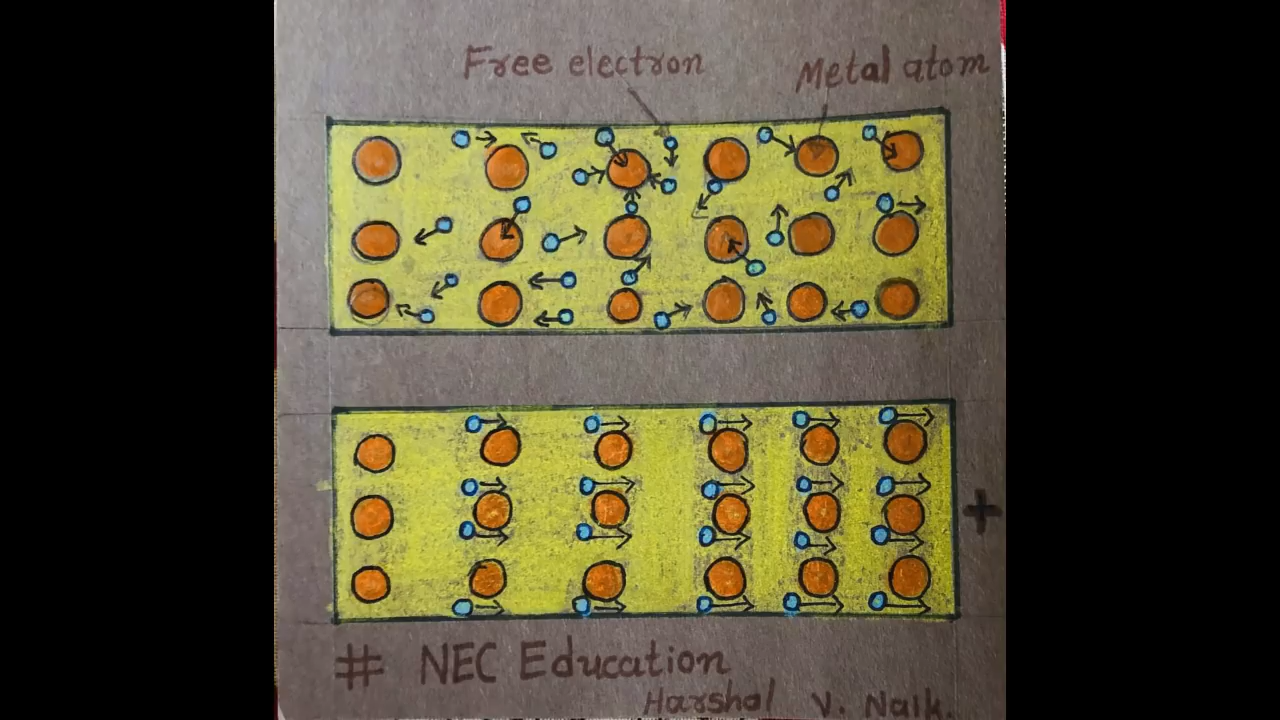 Free electron
Metal atom
+
# NEC Education
Harshal V. Naik.